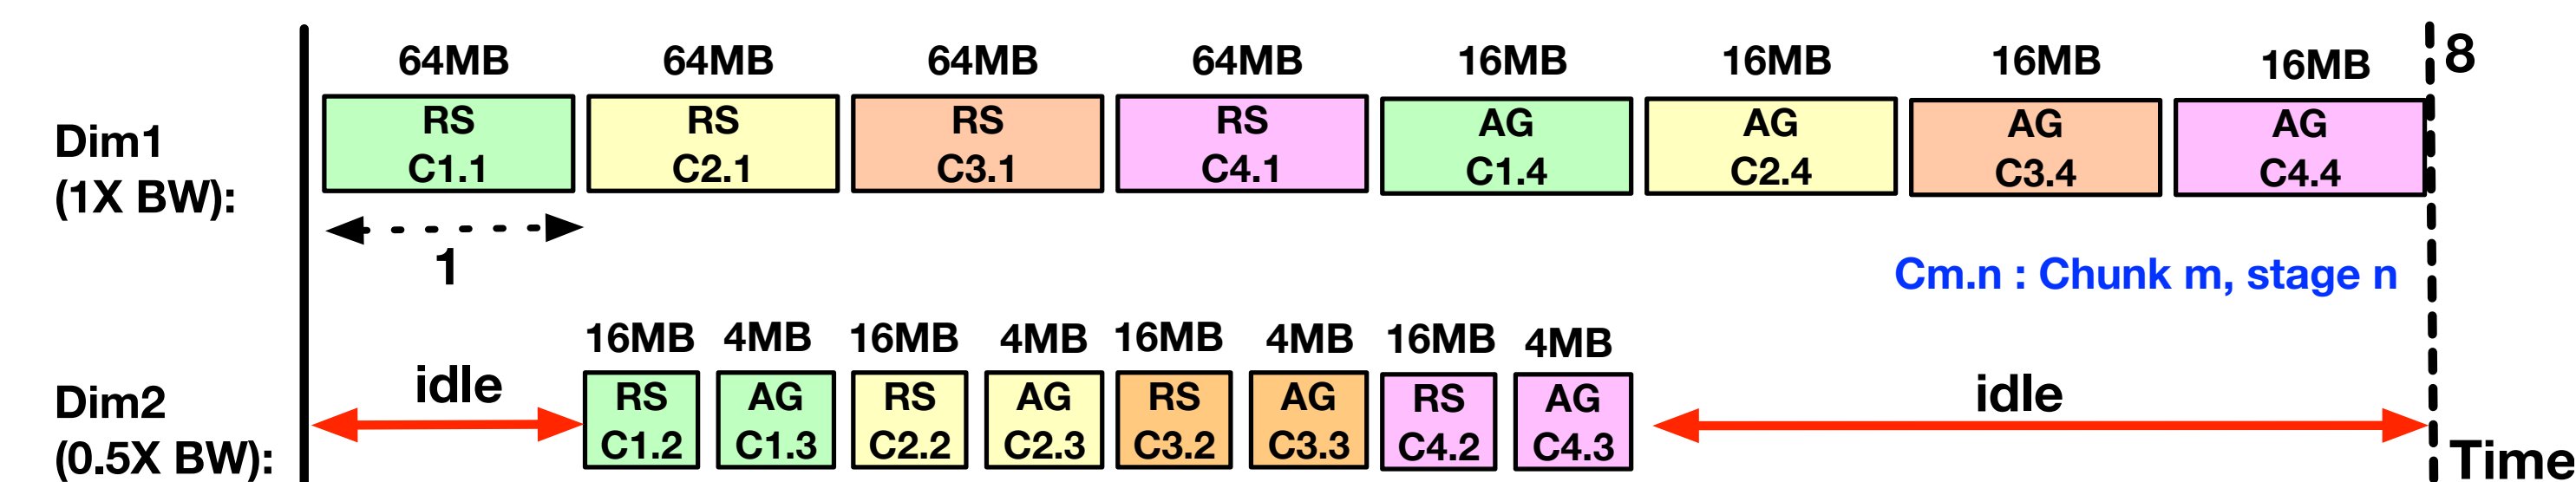 64MB 64MB 64MB 64MB 16MB 16MB 16MB 16MB 8
Dim1
(1X BW):
RS RS RS RS AG AG AG AG
C1.1 C2.1 C3.1 C4.1 C1.4 C2.4 C3.4 C4.4
1
Cm.n : Chunk m, stage n
16MB 4MB 16MB 4MB 16MB 4MB 16MB 4MB
Dim2
(0.5X BW):
idle
RS AG RS AG RS AG RS AG
C1.2 C1.3 C2.2 C2.3 C3.2 C3.3 C4.2 C4.3
idle
Time